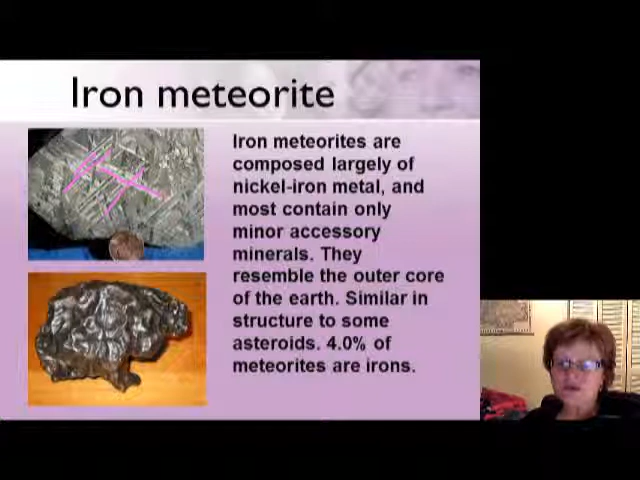 Iron meteorite
Iron meteorites are
composed largely of
nickel-iron metal, and
most contain only
minor accessory
minerals. They
resemble the outer core
of the earth. Similar in
structure to some
asteroids. 4.0% of
meteorites are irons.